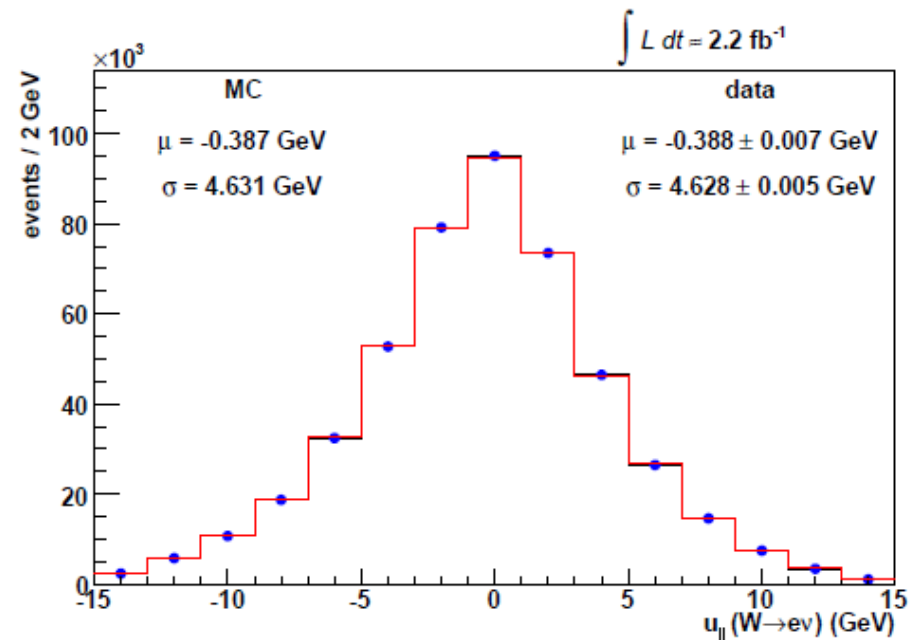 ∫ L dt = 2.2 fb⁻¹
×10³
events / 2 GeV
MC
μ = -0.387 GeV
σ = 4.631 GeV
data
μ = -0.388 ± 0.007 GeV
σ = 4.628 ± 0.005 GeV
100
80
60
40
20
0
-15 -10 -5 0 5 10 15
u∥ (W→eν) (GeV)